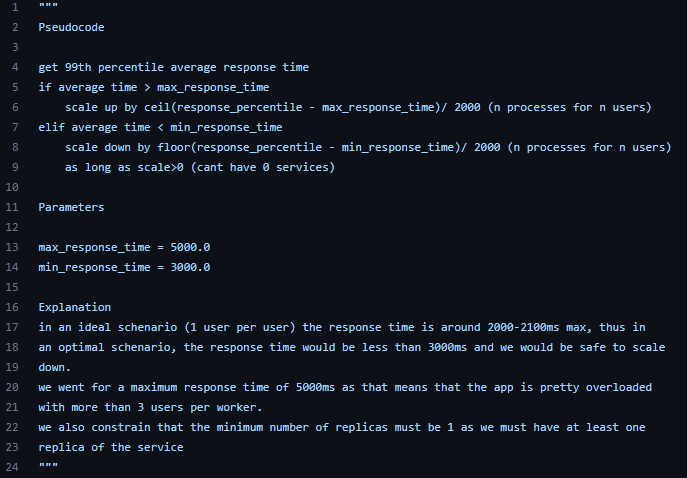 1 """
2 Pseudocode
3
4 get 99th percentile average response time
5 if average time > max_response_time
6     scale up by ceil(response_percentile - max_response_time)/ 2000 (n processes for n users)
7 elif average time < min_response_time
8     scale down by floor(response_percentile - min_response_time)/ 2000 (n processes for n users)
9     as long as scale>0 (cant have 0 services)
10
11 Parameters
12
13 max_response_time = 5000.0
14 min_response_time = 3000.0
15
16 Explanation
17 in an ideal schenario (1 user per user) the response time is around 2000-2100ms max, thus in
18 an optimal schenario, the response time would be less than 3000ms and we would be safe to scale
19 down.
20 we went for a maximum response time of 5000ms as that means that the app is pretty overloaded
21 with more than 3 users per worker.
22 we also constrain that the minimum number of replicas must be 1 as we must have at least one
23 replica of the service
24 """